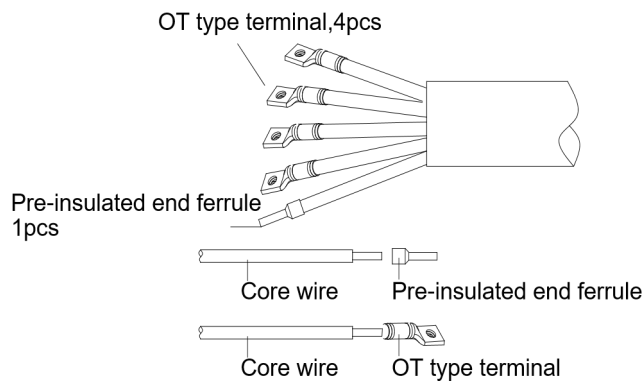 OT type terminal,4pcs
Pre-insulated end ferrule
1pcs
Core wire
Pre-insulated end ferrule
Core wire
OT type terminal